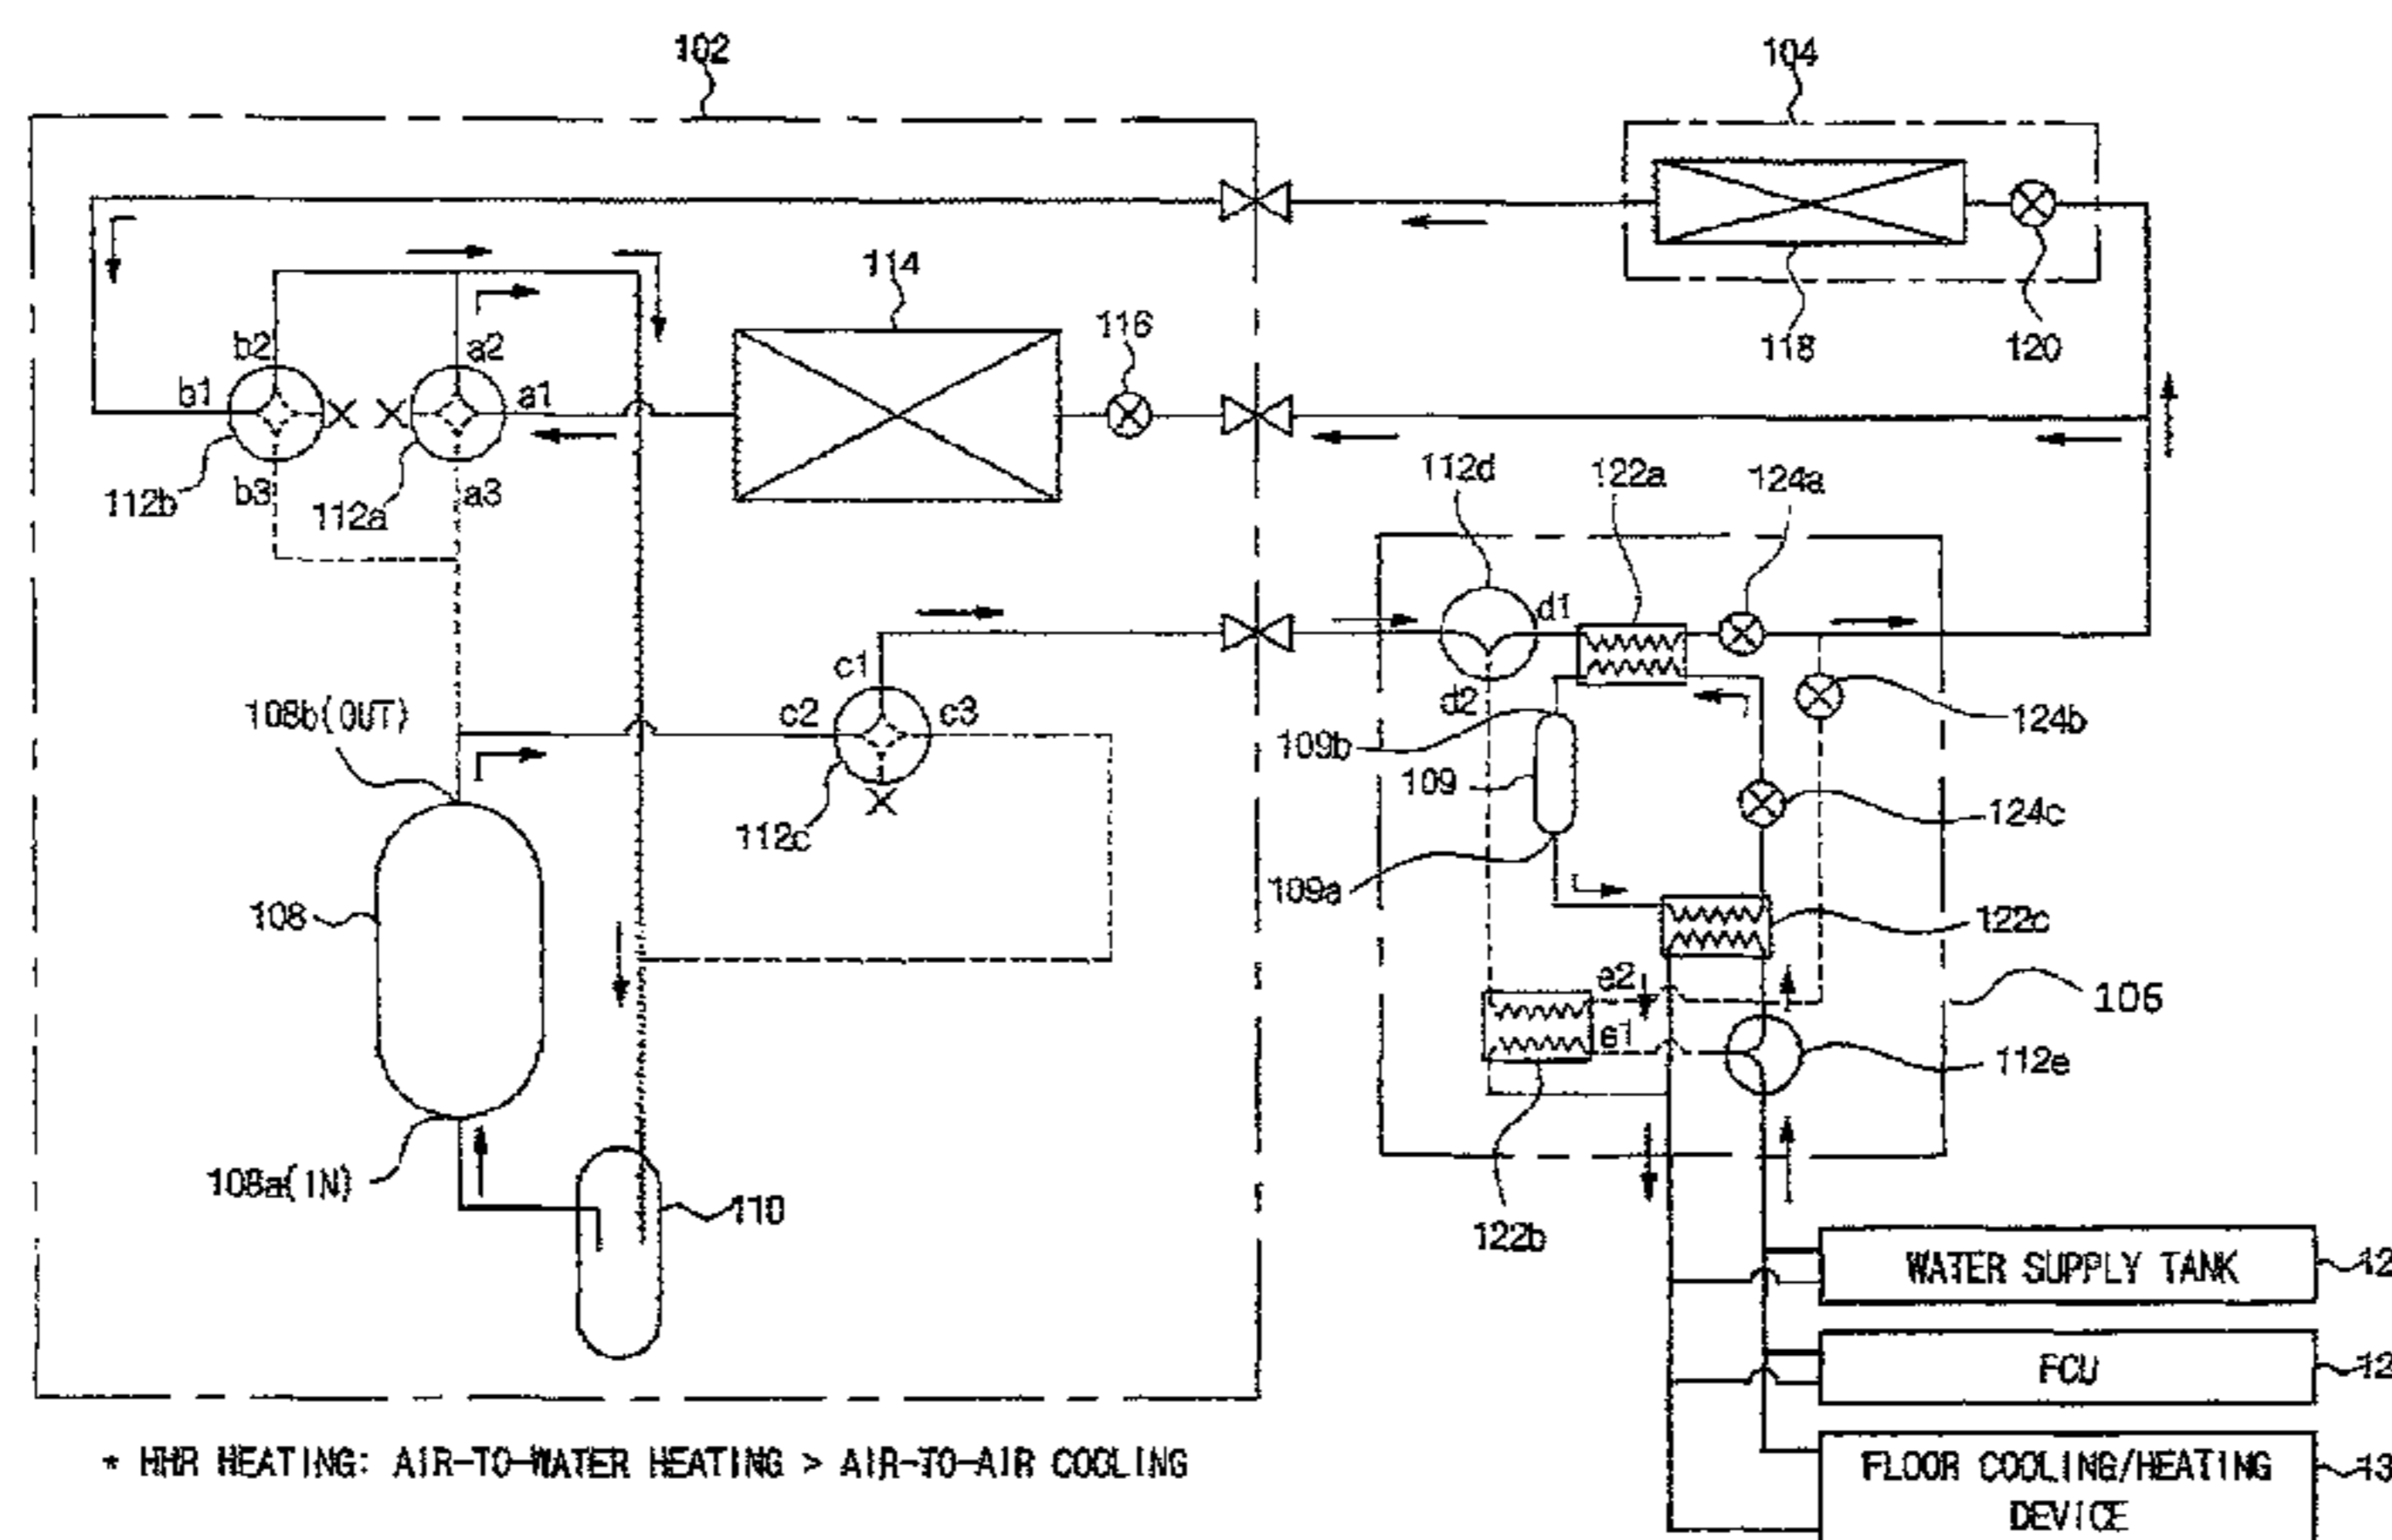 102
104
114
116
118
120
b2
a2
b1
a1
112b
b3
112a
a3
112d
122a
124a
d1
c1
108b(OUT)
c2
c3
d2
109b
124b
109
112c
124c
109a
108
122c
e2
106
e1
112e
108a(IN)
110
122b
WATER SUPPLY TANK
12
FCU
12
* HHR HEATING: AIR-TO-WATER HEATING > AIR-TO-AIR COOLING
FLOOR COOLING/HEATING
DEVICE
13